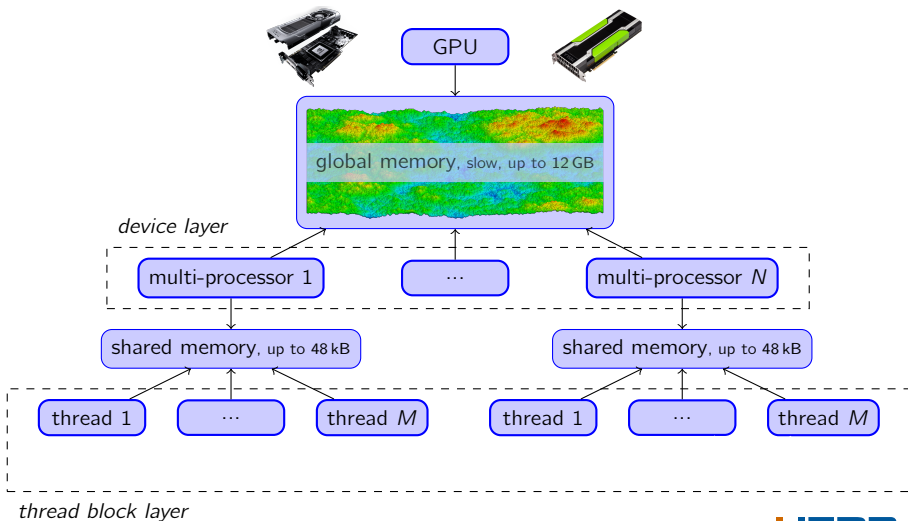 GPU
global memory, slow, up to 12 GB
device layer
multi-processor 1
...
multi-processor N
shared memory, up to 48 kB
shared memory, up to 48 kB
thread 1
...
thread M
thread 1
...
thread M
thread block layer